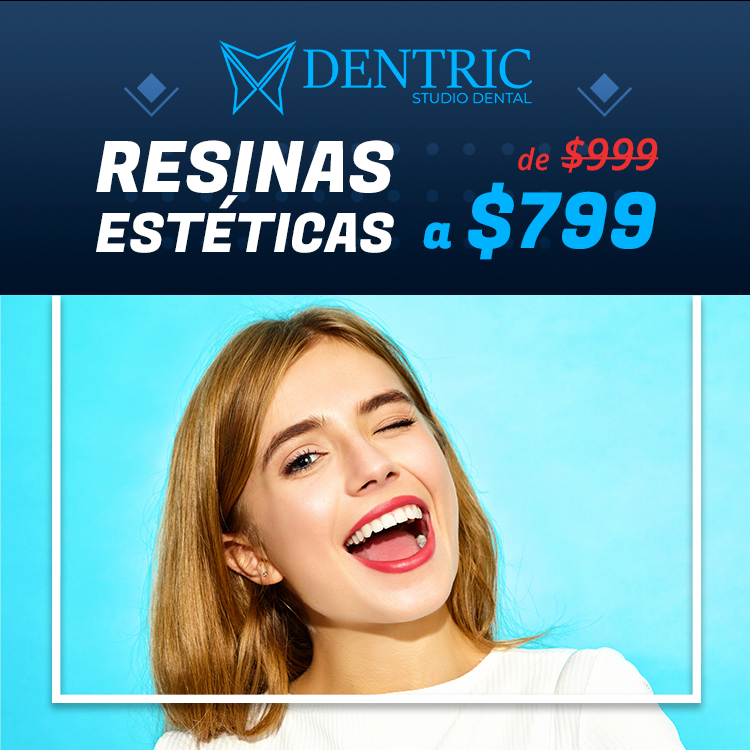 DENTRIC
STUDIO DENTAL
RESINAS
ESTÉTICAS
de $999
a $799